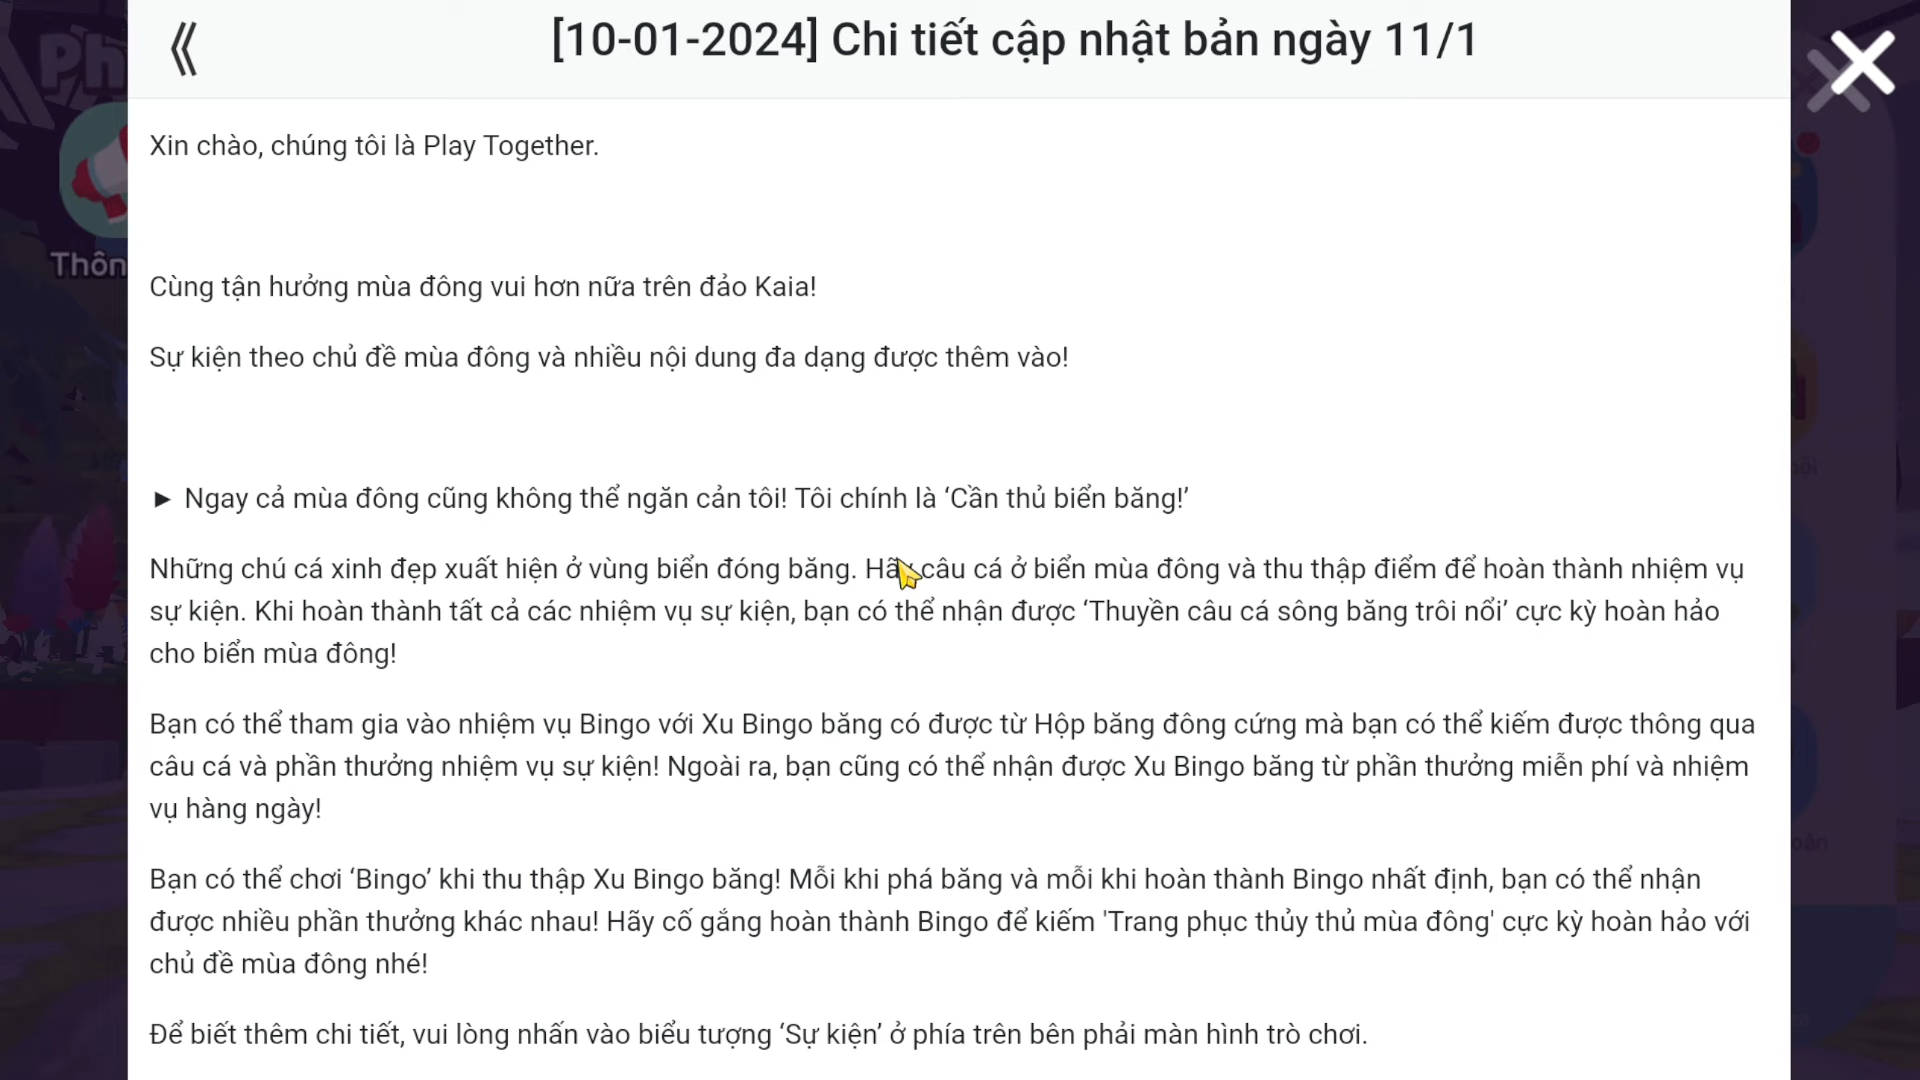 [10-01-2024] Chi tiết cập nhật bản ngày 11/1
Ph
Thôn
Xin chào, chúng tôi là Play Together.
Cùng tận hưởng mùa đông vui hơn nữa trên đảo Kaia!
Sự kiện theo chủ đề mùa đông và nhiều nội dung đa dạng được thêm vào!
► Ngay cả mùa đông cũng không thể ngăn cản tôi! Tôi chính là ‘Cần thủ biển băng!’
Những chú cá xinh đẹp xuất hiện ở vùng biển đóng băng. Hãy câu cá ở biển mùa đông và thu thập điểm để hoàn thành nhiệm vụ
sự kiện. Khi hoàn thành tất cả các nhiệm vụ sự kiện, bạn có thể nhận được ‘Thuyền câu cá sông băng trôi nổi’ cực kỳ hoàn hảo
cho biển mùa đông!
Bạn có thể tham gia vào nhiệm vụ Bingo với Xu Bingo băng có được từ Hộp băng đông cứng mà bạn có thể kiếm được thông qua
câu cá và phần thưởng nhiệm vụ sự kiện! Ngoài ra, bạn cũng có thể nhận được Xu Bingo băng từ phần thưởng miễn phí và nhiệm
vụ hàng ngày!
Bạn có thể chơi ‘Bingo’ khi thu thập Xu Bingo băng! Mỗi khi phá băng và mỗi khi hoàn thành Bingo nhất định, bạn có thể nhận
được nhiều phần thưởng khác nhau! Hãy cố gắng hoàn thành Bingo để kiếm 'Trang phục thủy thủ mùa đông' cực kỳ hoàn hảo với
chủ đề mùa đông nhé!
Để biết thêm chi tiết, vui lòng nhấn vào biểu tượng ‘Sự kiện’ ở phía trên bên phải màn hình trò chơi.